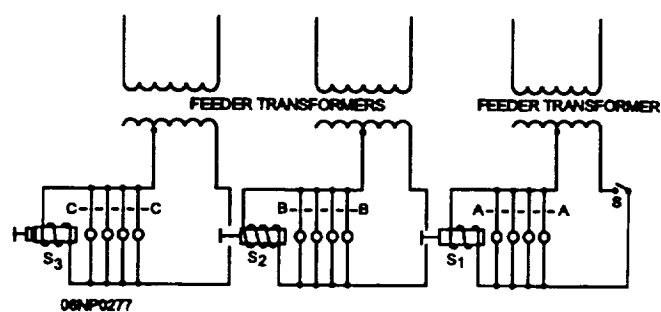 FEEDER TRANSFORMERS
FEEDER TRANSFORMER
C C
B B
A A
S
S3
S2
S1
06NP0277